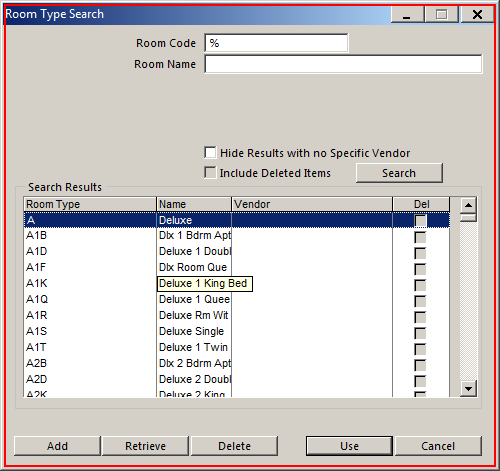 Room Type Search
Room Code %
Room Name
Hide Results with no Specific Vendor
Include Deleted Items Search
Search Results
Room Type Name Vendor Del
A Deluxe
A1B Dlx 1 Bdrm Apt
A1D Deluxe 1 Doubl
A1F Dlx Room Que
A1K Deluxe 1 King Bed
A1Q Deluxe 1 Quee
A1R Deluxe Rm Wit
A1S Deluxe Single
A1T Deluxe 1 Twin
A2B Dlx 2 Bdrm Apt
A2D Deluxe 2 Doubl
A2K Deluxe 2 King
Add Retrieve Delete Use Cancel